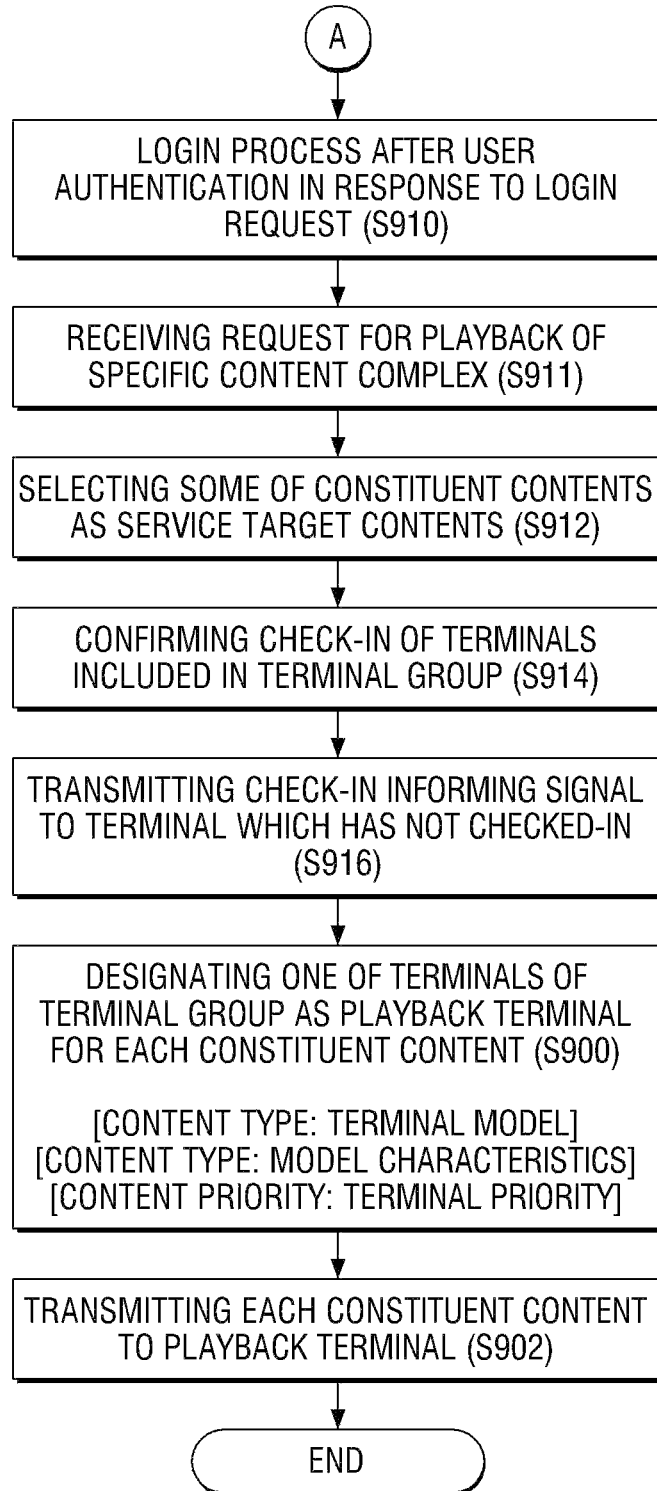 A
LOGIN PROCESS AFTER USER
AUTHENTICATION IN RESPONSE TO LOGIN
REQUEST (S910)
RECEIVING REQUEST FOR PLAYBACK OF
SPECIFIC CONTENT COMPLEX (S911)
SELECTING SOME OF CONSTITUENT CONTENTS
AS SERVICE TARGET CONTENTS (S912)
CONFIRMING CHECK-IN OF TERMINALS
INCLUDED IN TERMINAL GROUP (S914)
TRANSMITTING CHECK-IN INFORMING SIGNAL
TO TERMINAL WHICH HAS NOT CHECKED-IN
(S916)
DESIGNATING ONE OF TERMINALS OF
TERMINAL GROUP AS PLAYBACK TERMINAL
FOR EACH CONSTITUENT CONTENT (S900)
[CONTENT TYPE: TERMINAL MODEL]
[CONTENT TYPE: MODEL CHARACTERISTICS]
[CONTENT PRIORITY: TERMINAL PRIORITY]
TRANSMITTING EACH CONSTITUENT CONTENT
TO PLAYBACK TERMINAL (S902)
END